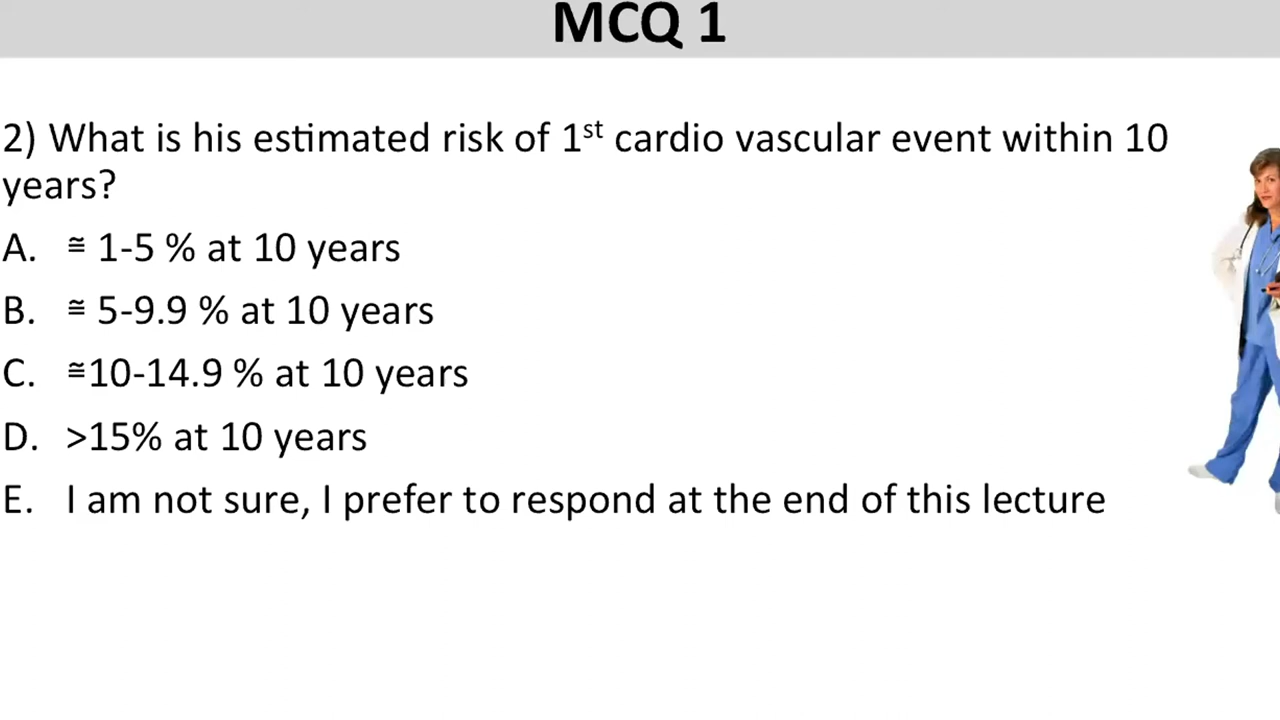 MCQ 1
2) What is his estimated risk of 1st cardio vascular event within 10
years?
A. ≅ 1-5 % at 10 years
B. ≅ 5-9.9 % at 10 years
C. ≅10-14.9 % at 10 years
D. >15% at 10 years
E. I am not sure, I prefer to respond at the end of this lecture